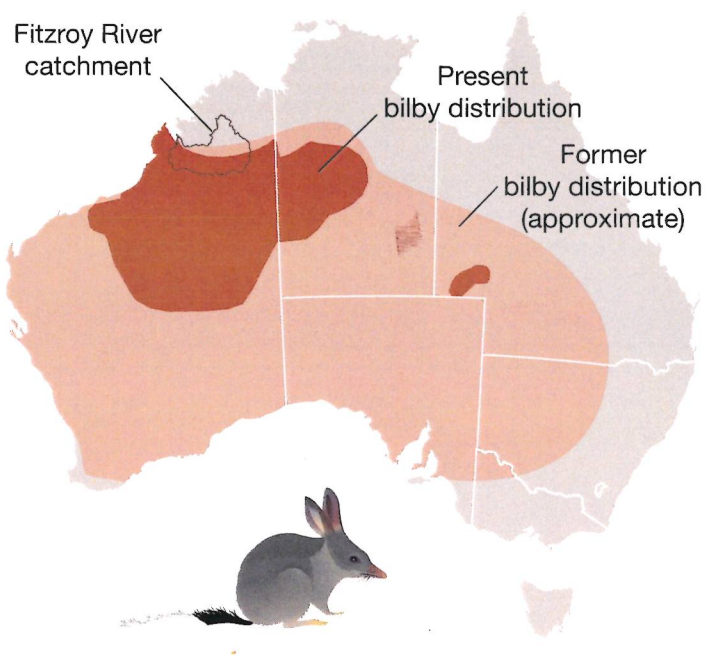 Fitzroy River
catchment
Present
bilby distribution
Former
bilby distribution
(approximate)